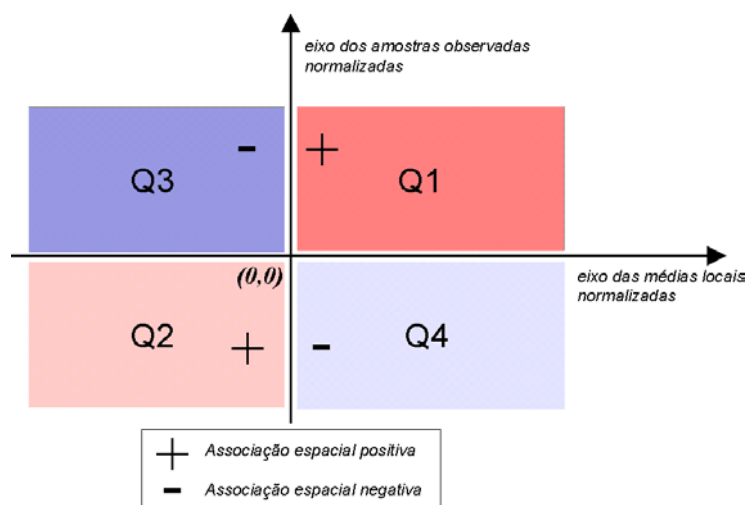 eixo dos amostras observadas
normalizadas
Q3
-
+
Q1
(0,0)
eixo das médias locais
normalizadas
Q2
+
-
Q4
+ Associação espacial positiva
- Associação espacial negativa